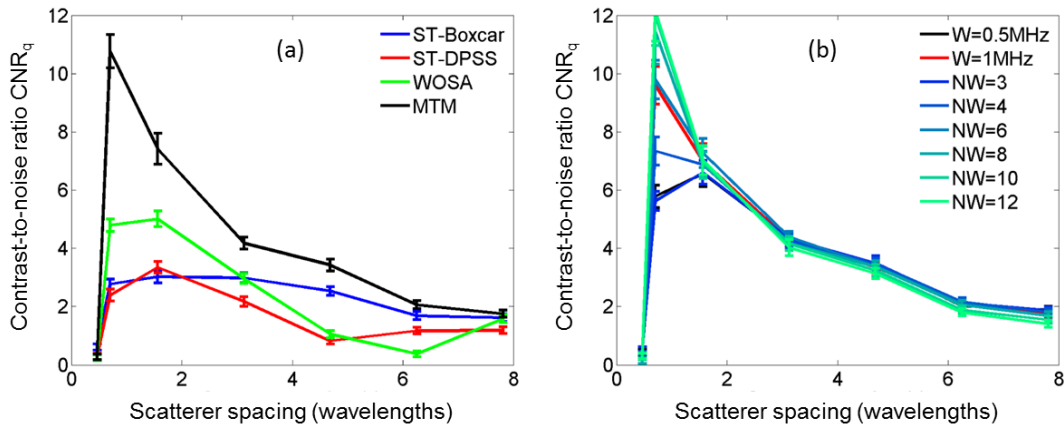 12
10
8
6
4
2
0
Contrast-to-noise ratio CNRq
(a)
ST-Boxcar
ST-DPSS
WOSA
MTM
0
2
4
6
8
Scatterer spacing (wavelengths)
12
10
8
6
4
2
0
Contrast-to-noise ratio CNRq
(b)
W=0.5MHz
W=1MHz
NW=3
NW=4
NW=6
NW=8
NW=10
NW=12
0
2
4
6
8
Scatterer spacing (wavelengths)